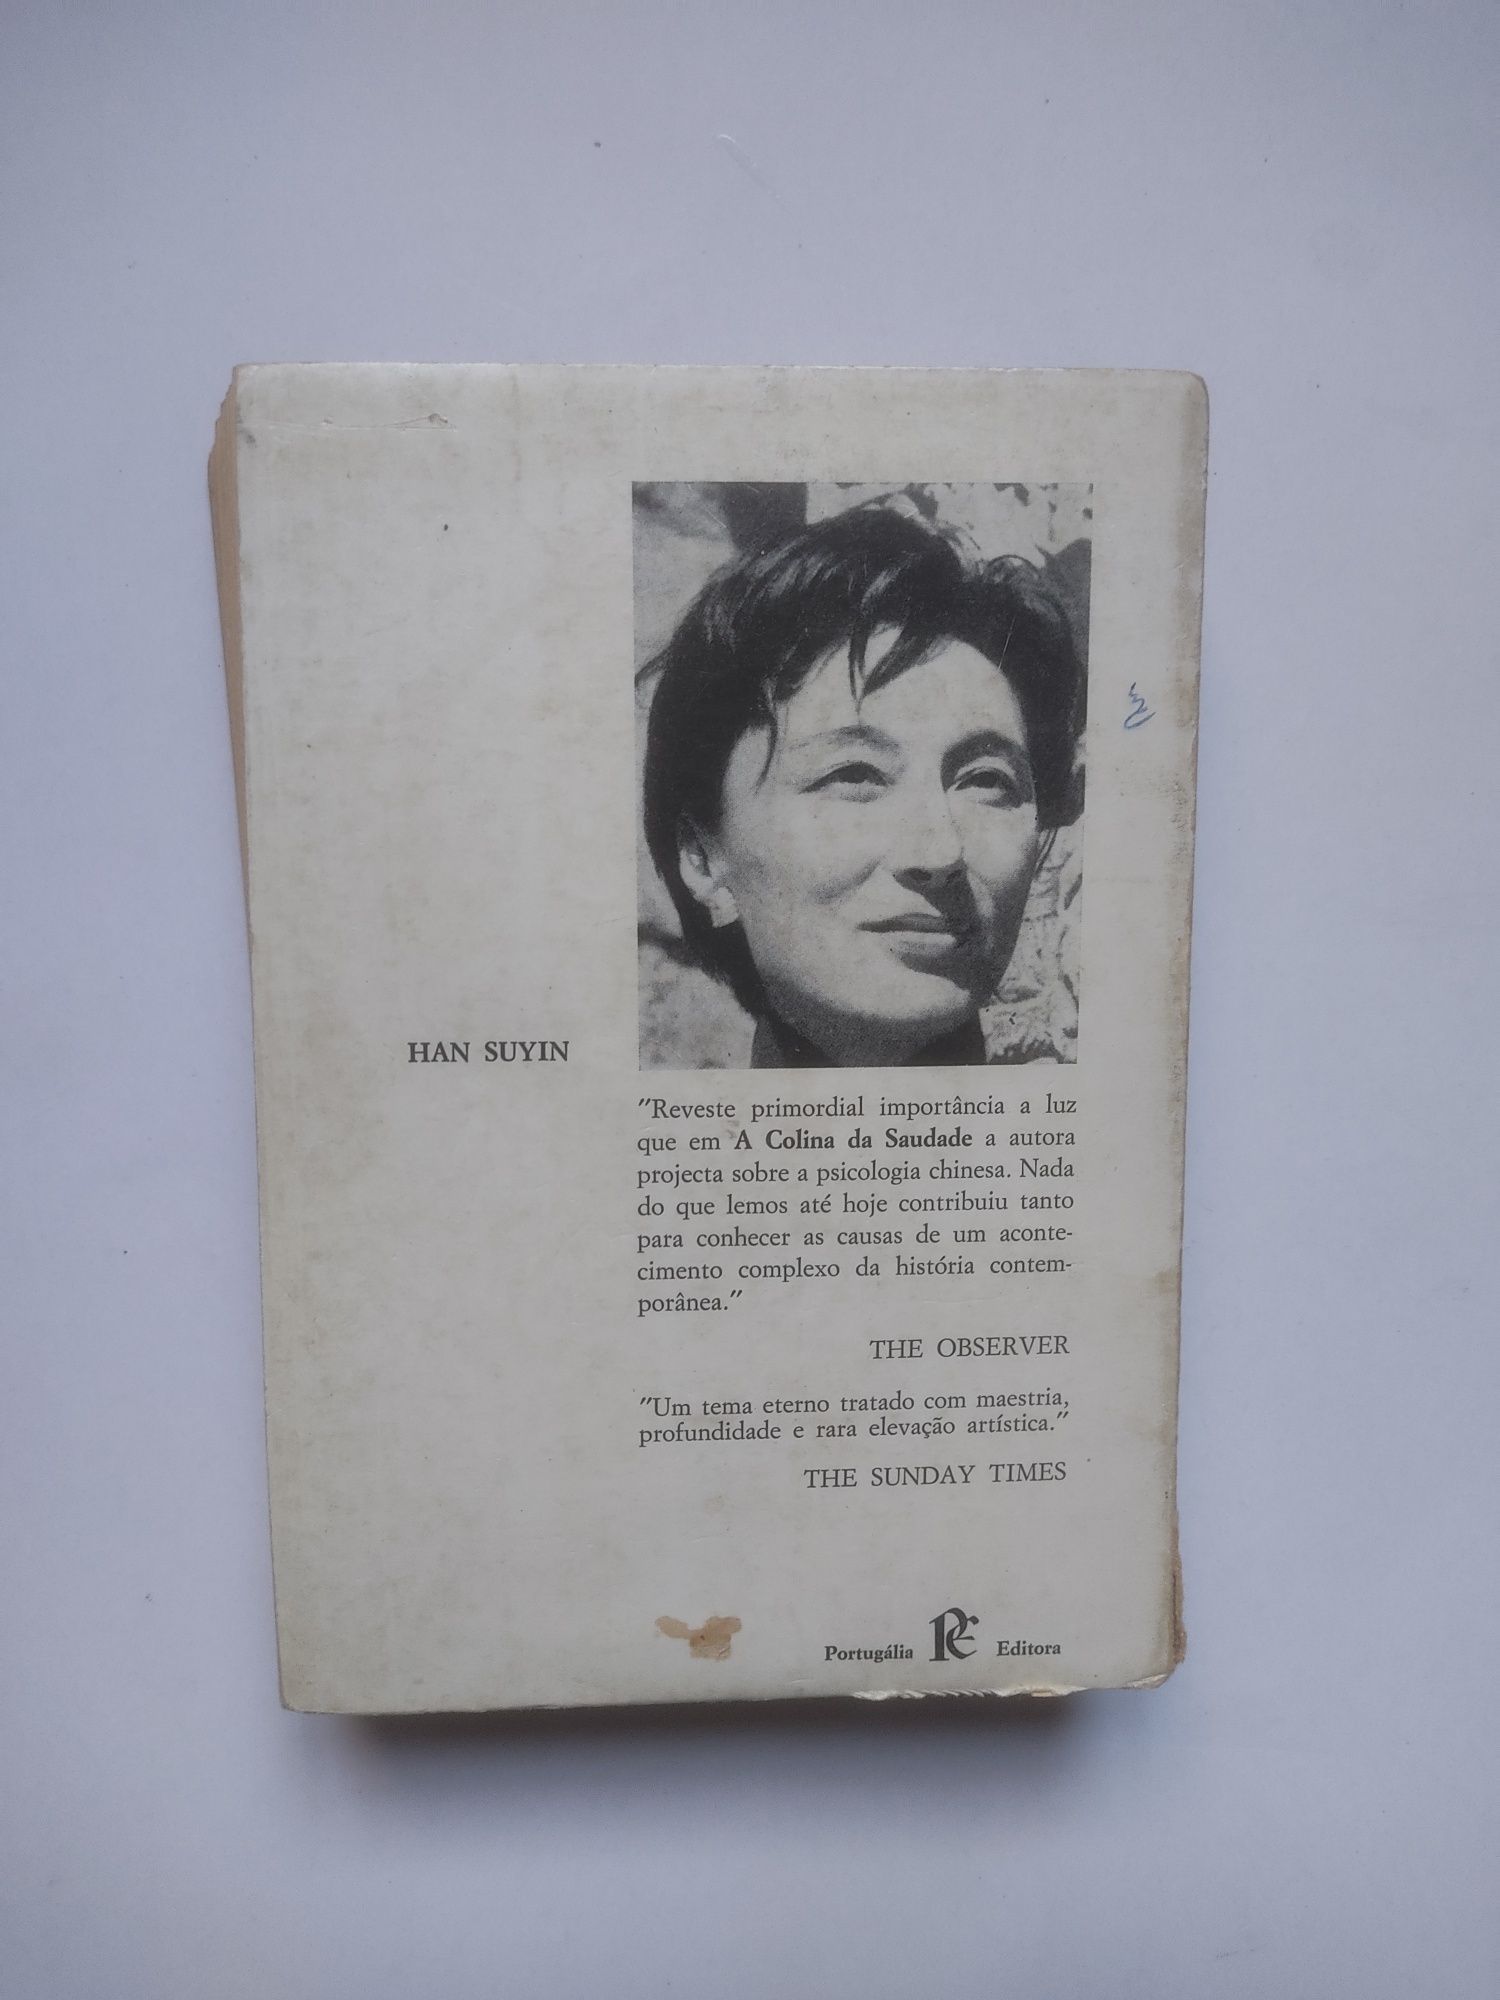 HAN SUYIN
"Reveste primordial importância a luz
que em A Colina da Saudade a autora
projecta sobre a psicologia chinesa. Nada
do que lemos até hoje contribuiu tanto
para conhecer as causas de um aconte-
cimento complexo da história contem-
porânea."
THE OBSERVER
"Um tema eterno tratado com maestria,
profundidade e rara elevação artística."
THE SUNDAY TIMES
Portugália PE Editora